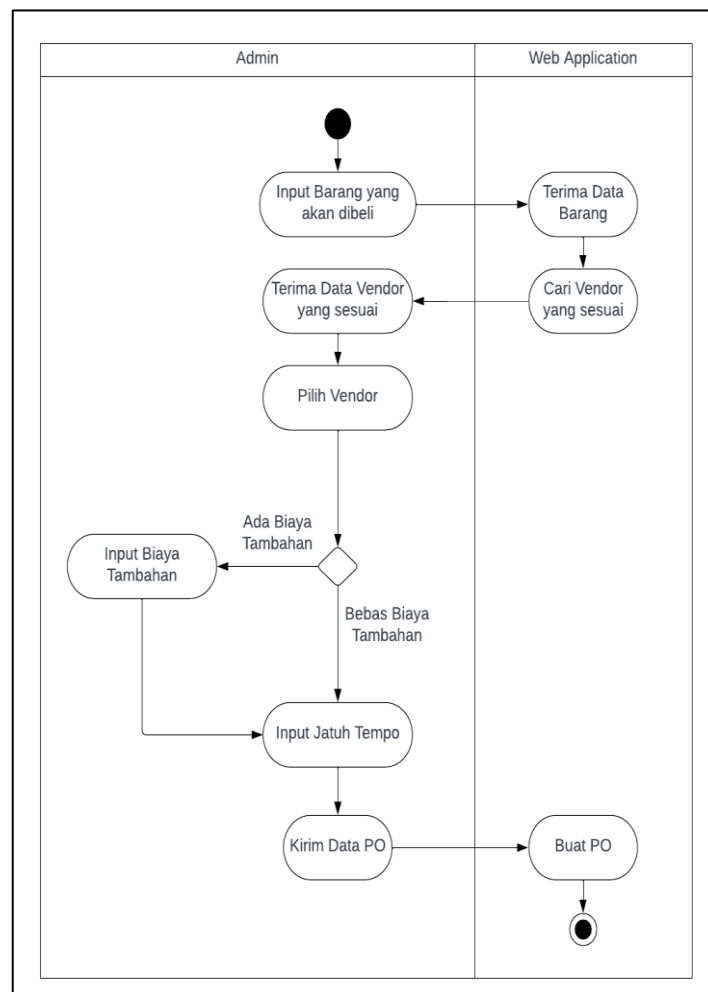 Admin
Web Application
Input Barang yang
akan dibeli
Terima Data
Barang
Terima Data Vendor
yang sesuai
Cari Vendor
yang sesuai
Pilih Vendor
Ada Biaya
Tambahan
Input Biaya
Tambahan
Bebas Biaya
Tambahan
Input Jatuh Tempo
Kirim Data PO
Buat PO